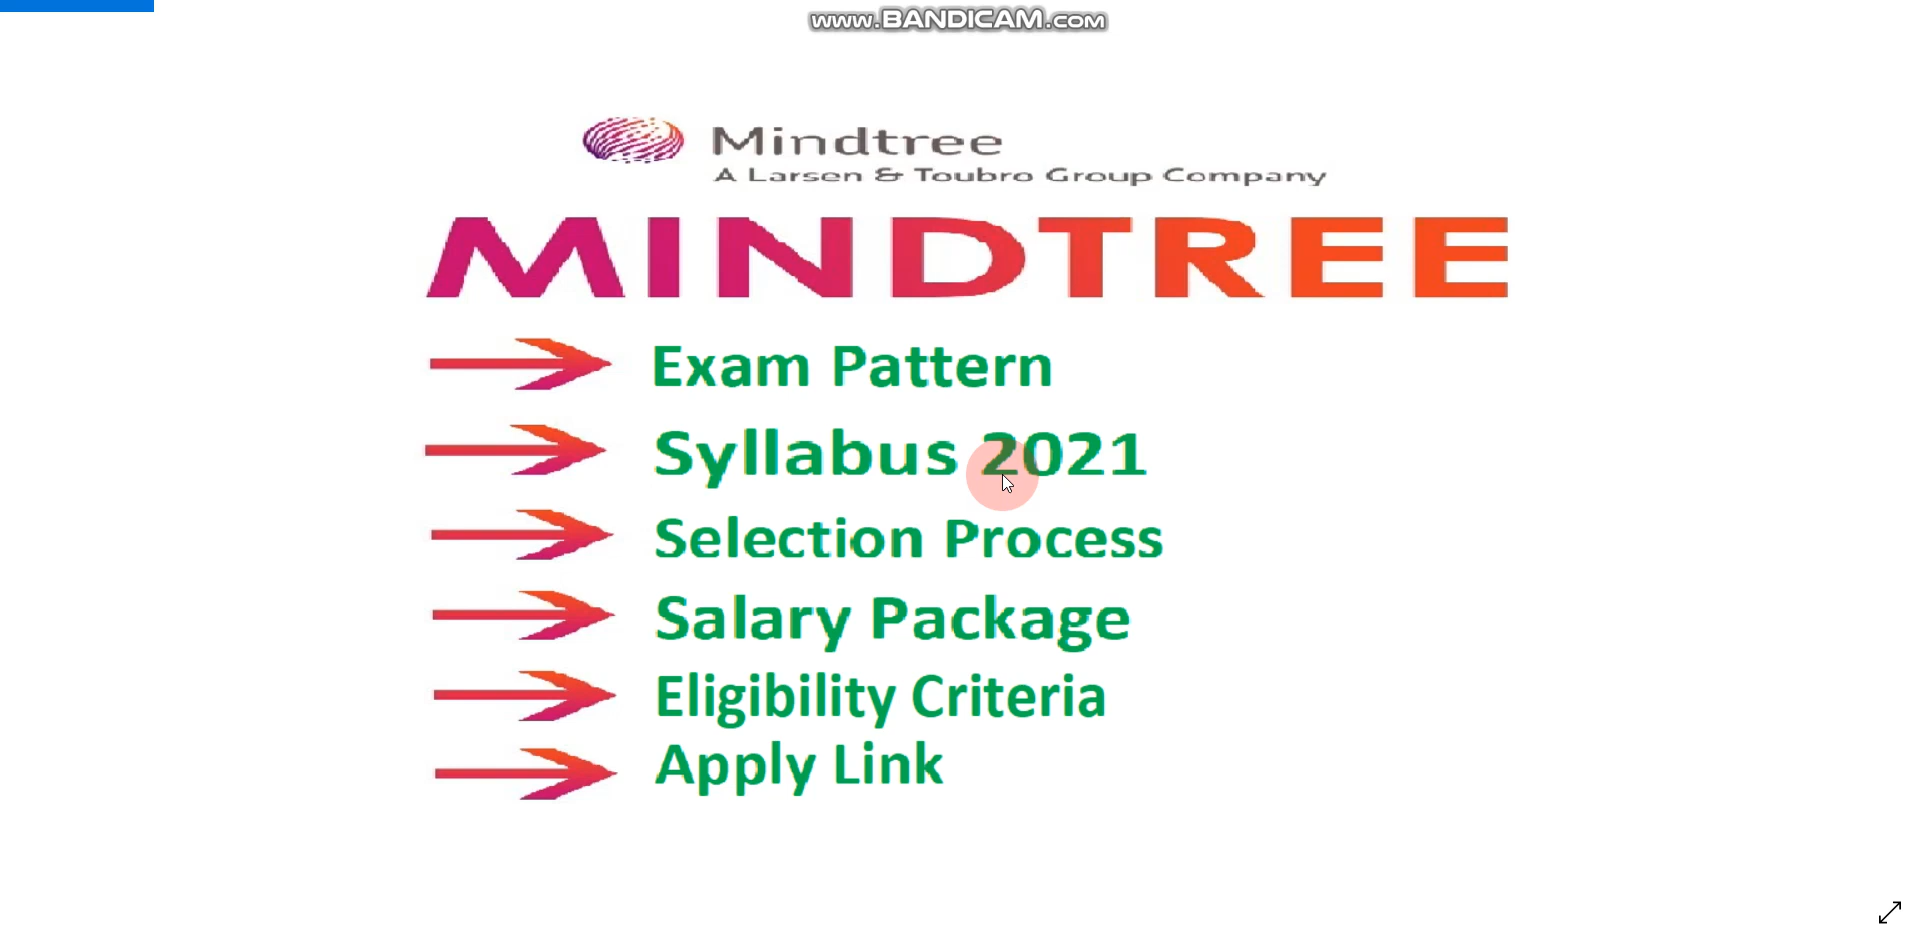 www.BANDICAM.com
Mindtree
A Larsen & Toubro Group Company
MINDTREE
Exam Pattern
Syllabus 2021
Selection Process
Salary Package
Eligibility Criteria
Apply Link